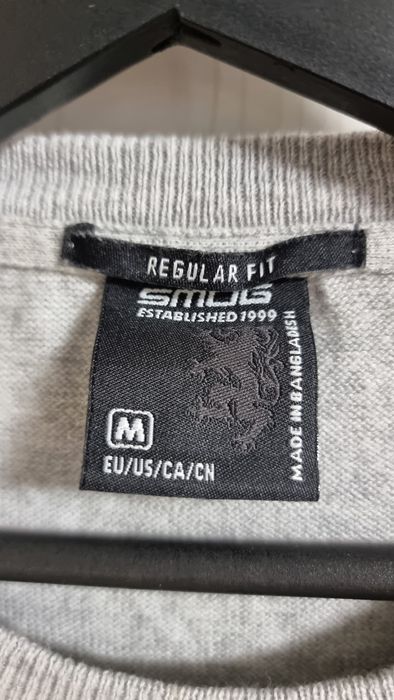 REGULAR FIT
SMOG
ESTABLISHED 1999
MADE IN BANGLADESH
M
EU/US/CA/CN